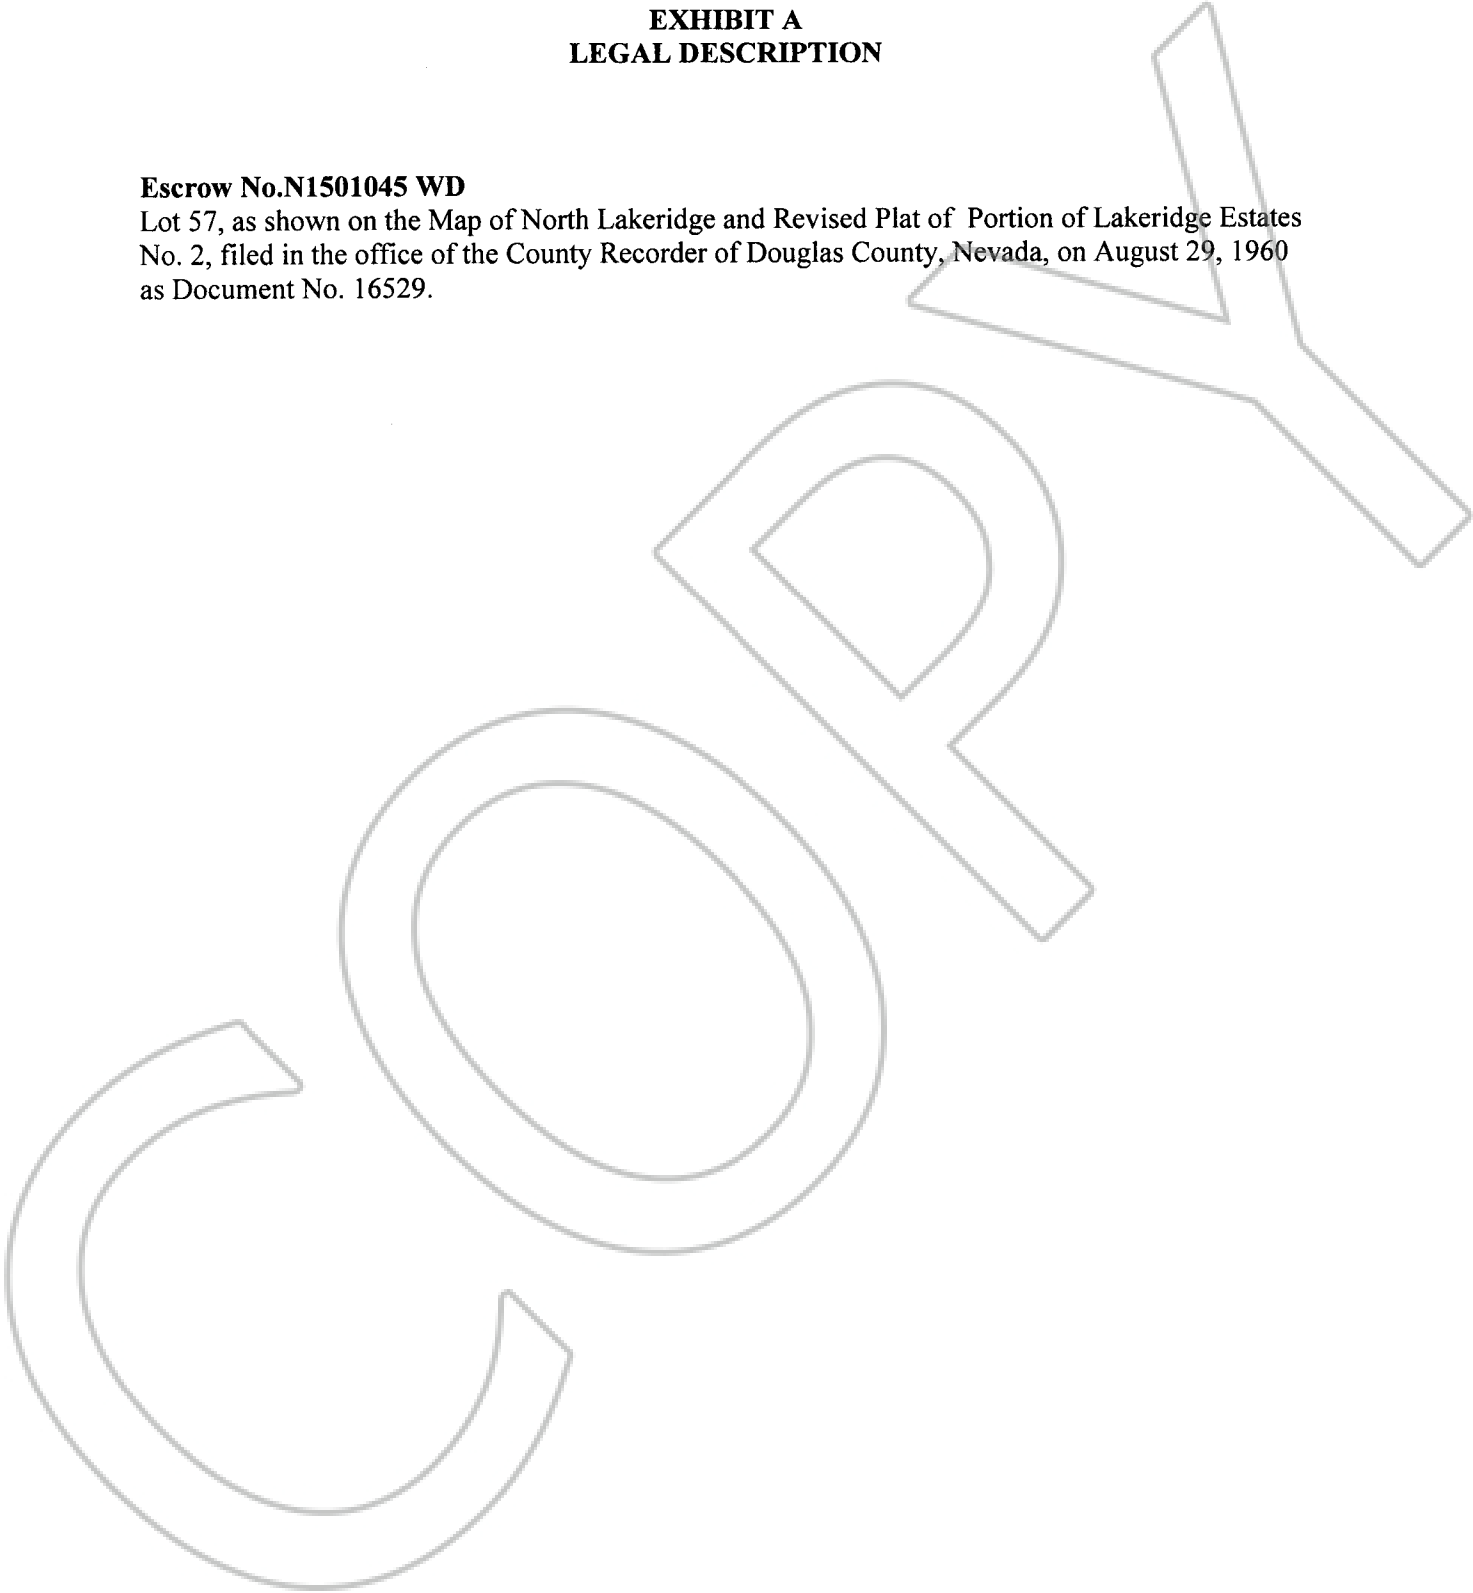 EXHIBIT A
LEGAL DESCRIPTION
Escrow No.N1501045 WD
Lot 57, as shown on the Map of North Lakeridge and Revised Plat of  Portion of Lakeridge Estates
No. 2, filed in the office of the County Recorder of Douglas County, Nevada, on August 29, 1960
as Document No. 16529.
COPY